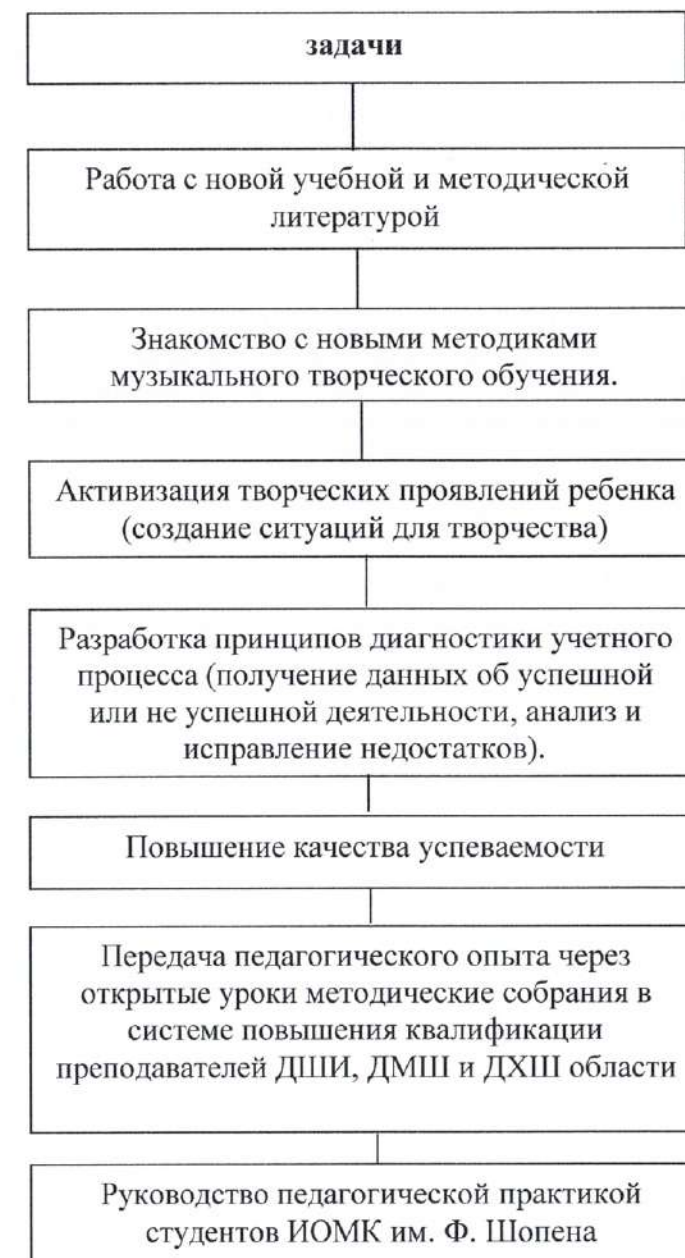 задачи
Работа с новой учебной и методической
литературой
Знакомство с новыми методиками
музыкального творческого обучения.
Активизация творческих проявлений ребенка
(создание ситуаций для творчества)
Разработка принципов диагностики учетного
процесса (получение данных об успешной
или не успешной деятельности, анализ и
исправление недостатков).
Повышение качества успеваемости
Передача педагогического опыта через
открытые уроки методические собрания в
системе повышения квалификации
преподавателей ДШИ, ДМШ и ДХШ области
Руководство педагогической практикой
студентов ИОМК им. Ф. Шопена